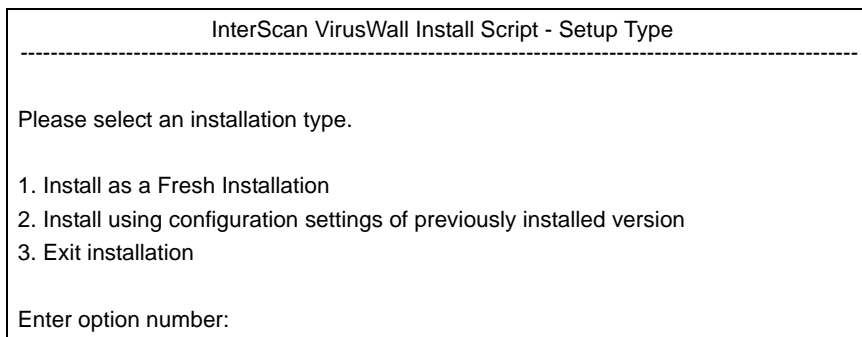 InterScan VirusWall Install Script - Setup Type
----------------------------------------------------------------------------------------------------------------
Please select an installation type.
1. Install as a Fresh Installation
2. Install using configuration settings of previously installed version
3. Exit installation
Enter option number: